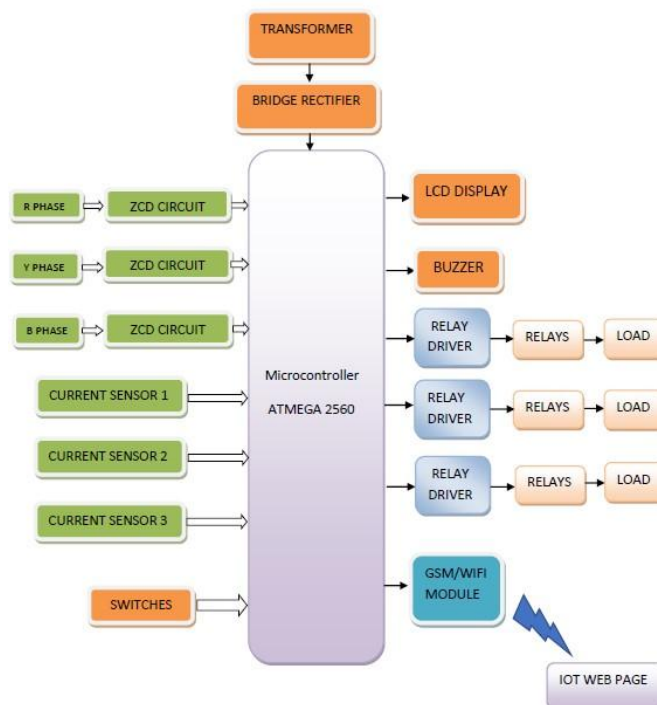 TRANSFORMER
BRIDGE RECTIFIER
R PHASE
ZCD CIRCUIT
Y PHASE
ZCD CIRCUIT
B PHASE
ZCD CIRCUIT
CURRENT SENSOR 1
CURRENT SENSOR 2
CURRENT SENSOR 3
SWITCHES
Microcontroller
ATMEGA 2560
LCD DISPLAY
BUZZER
RELAY
DRIVER
RELAYS
LOAD
RELAY
DRIVER
RELAYS
LOAD
RELAY
DRIVER
RELAYS
LOAD
GSM/WIFI
MODULE
IOT WEB PAGE